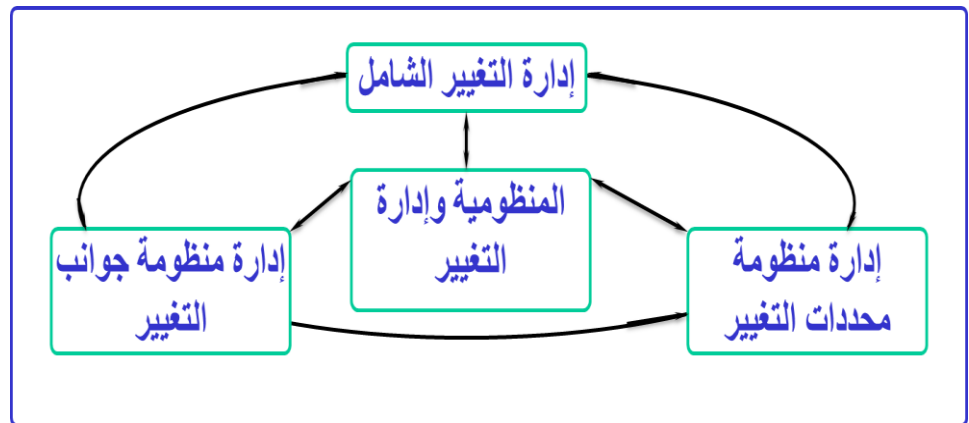 إدارة التغيير الشامل
المنظومية وإدارة
التغيير
إدارة منظومة
محددات التغيير
إدارة منظومة جوانب
التغيير